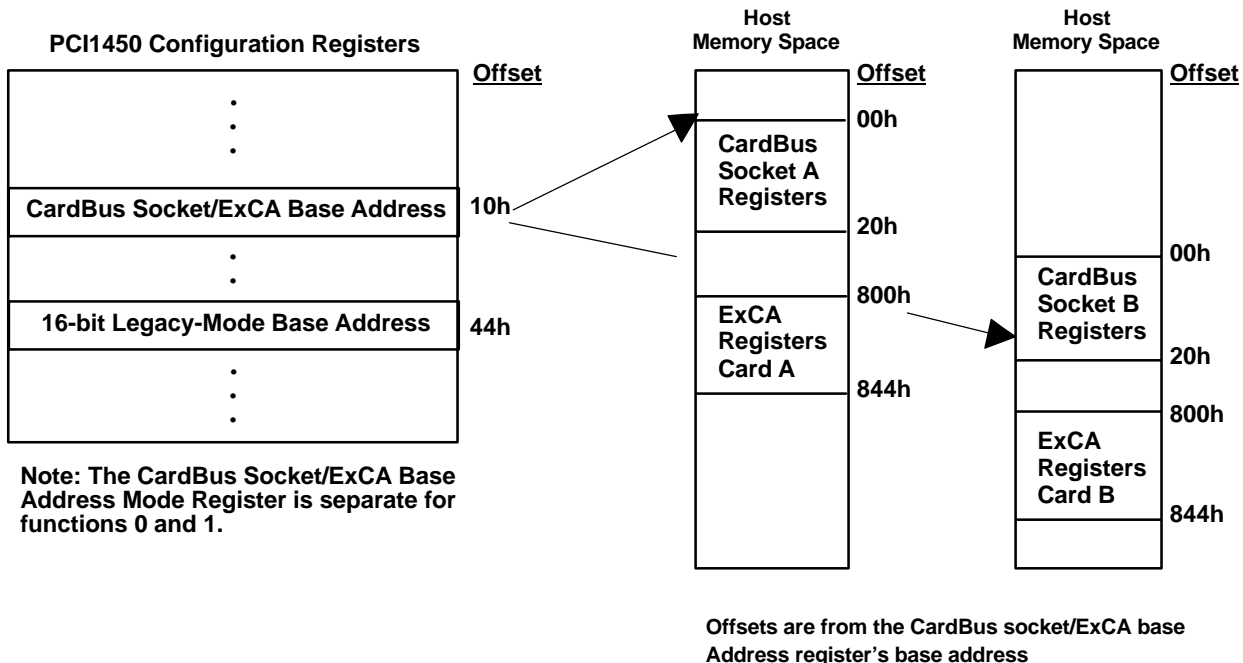 PCI1450 Configuration Registers
Offset
CardBus Socket/ExCA Base Address
10h
16-bit Legacy-Mode Base Address
44h
Note: The CardBus Socket/ExCA Base
Address Mode Register is separate for
functions 0 and 1.
Host
Memory Space
Offset
00h
CardBus
Socket A
Registers
20h
800h
ExCA
Registers
Card A
844h
Host
Memory Space
Offset
00h
CardBus
Socket B
Registers
20h
800h
ExCA
Registers
Card B
844h
Offsets are from the CardBus socket/ExCA base
Address register's base address